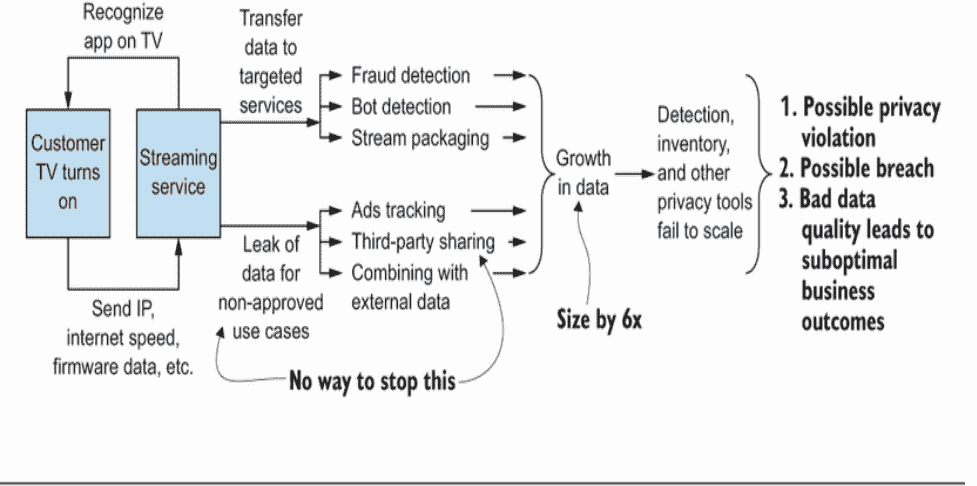 Recognize
app on TV
Customer
TV turns
on
Streaming
service
Send IP,
internet speed,
firmware data, etc.
Transfer
data to
targeted
services
Fraud detection
Bot detection
Stream packaging
Leak of
data for
non-approved
use cases
Ads tracking
Third-party sharing
Combining with
external data
No way to stop this
Growth
in data
Size by 6x
Detection,
inventory,
and other
privacy tools
fail to scale
1. Possible privacy
violation
2. Possible breach
3. Bad data
quality leads to
suboptimal
business
outcomes